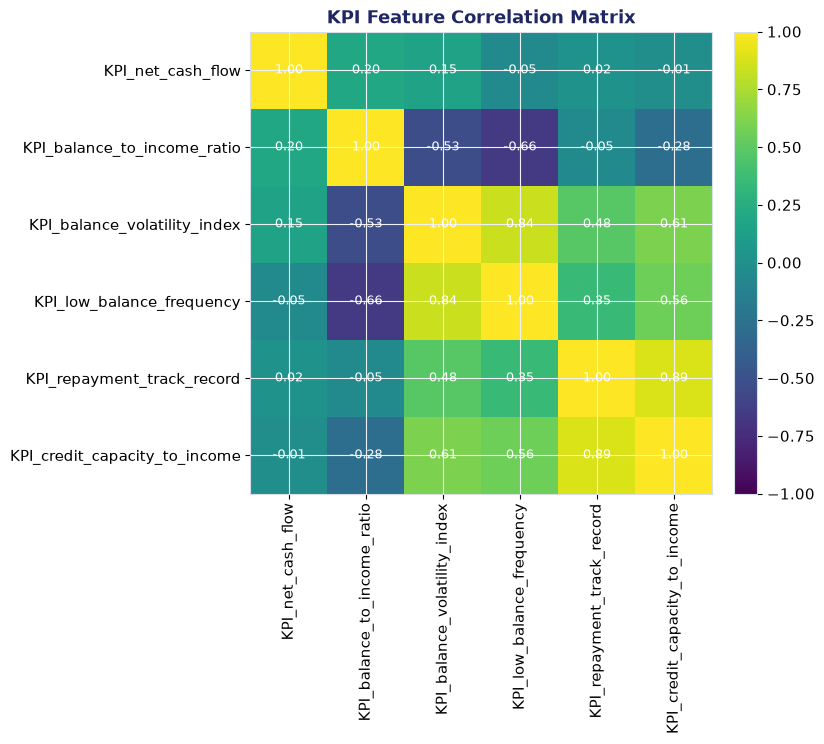 KPI Feature Correlation Matrix
KPI_net_cash_flow 1.00 0.20 0.15 -0.05 0.02 -0.01
KPI_balance_to_income_ratio 0.20 1.00 -0.53 -0.66 -0.05 -0.28
KPI_balance_volatility_index 0.15 -0.53 1.00 0.84 0.48 0.61
KPI_low_balance_frequency -0.05 -0.66 0.84 1.00 0.35 0.56
KPI_repayment_track_record 0.02 -0.05 0.48 0.35 1.00 0.89
KPI_credit_capacity_to_income -0.01 -0.28 0.61 0.56 0.89 1.00
KPI_net_cash_flow
KPI_balance_to_income_ratio
KPI_balance_volatility_index
KPI_low_balance_frequency
KPI_repayment_track_record
KPI_credit_capacity_to_income
1.00
0.75
0.50
0.25
0.00
−0.25
−0.50
−0.75
−1.00